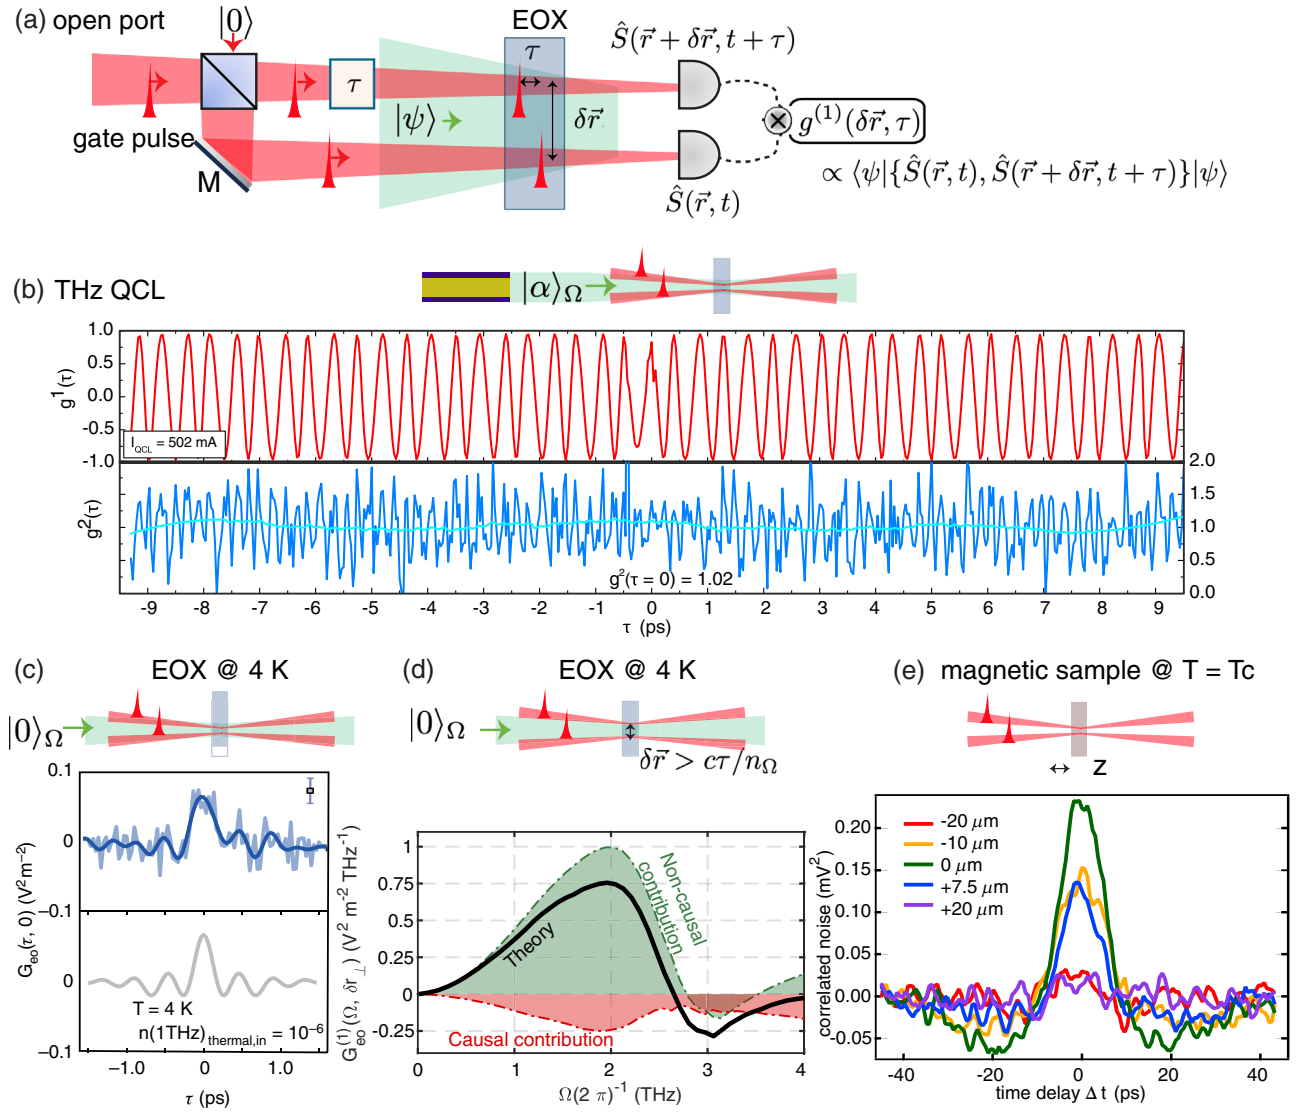 (a) open port
|0⟩
EOX
τ
τ
Ŝ(r⃗ + δr⃗, t + τ)
|ψ⟩
δr⃗
g⁽¹⁾(δr⃗, τ)
gate pulse
M
Ŝ(r⃗, t)
∝ ⟨ψ|{Ŝ(r⃗, t), Ŝ(r⃗ + δr⃗, t + τ)}|ψ⟩
(b) THz QCL
|α⟩Ω
1.0
0.5
0.0
-0.5
-1.0
g¹(τ)
I_QCL = 502 mA
2.0
1.5
1.0
0.5
0.0
g²(τ)
g²(τ = 0) = 1.02
-9 -8 -7 -6 -5 -4 -3 -2 -1 0 1 2 3 4 5 6 7 8 9
τ (ps)
(c) EOX @ 4 K
|0⟩Ω
0.1
0
−0.1
0
−0.1
G_eo(τ, 0) (V²m⁻²)
T = 4 K
n(1THz)_thermal,in = 10⁻⁶
−1.0 0 1.0
τ (ps)
(d) EOX @ 4 K
|0⟩Ω
δr⃗ > cτ/n_Ω
1
0.75
0.5
0.25
0
-0.25
G_eo⁽¹⁾(Ω, δr_⊥) (V² m⁻² THz⁻¹)
Theory
Non-causal
contribution
Causal contribution
0 1 2 3 4
Ω(2 π)⁻¹ (THz)
(e) magnetic sample @ T = Tc
z
0.20
0.15
0.10
0.05
−0.00
−0.05
correlated noise (mV²)
-20 μm
-10 μm
0 μm
+7.5 μm
+20 μm
-40 -20 0 20 40
time delay Δ t (ps)